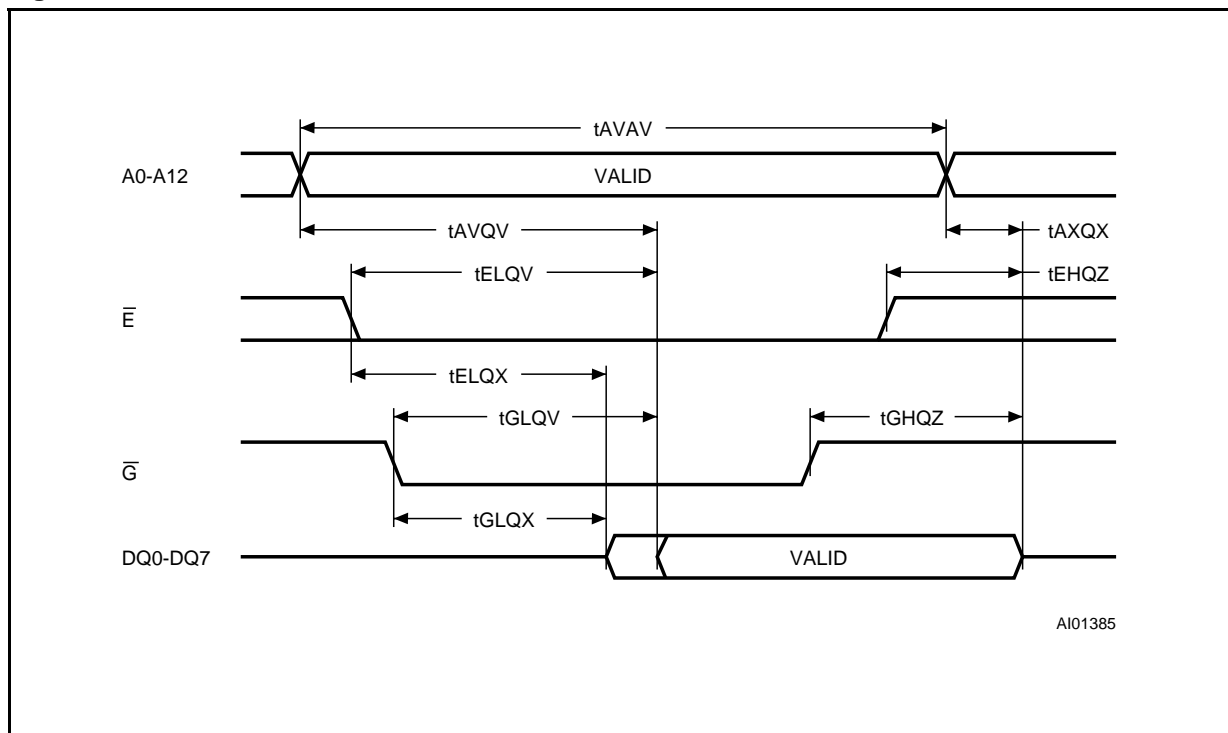 tAVAV
A0-A12 VALID
tAVQV tAXQX
tELQV tEHQZ
E̅
tELQX
tGLQV tGHQZ
G̅
tGLQX
DQ0-DQ7 VALID
AI01385